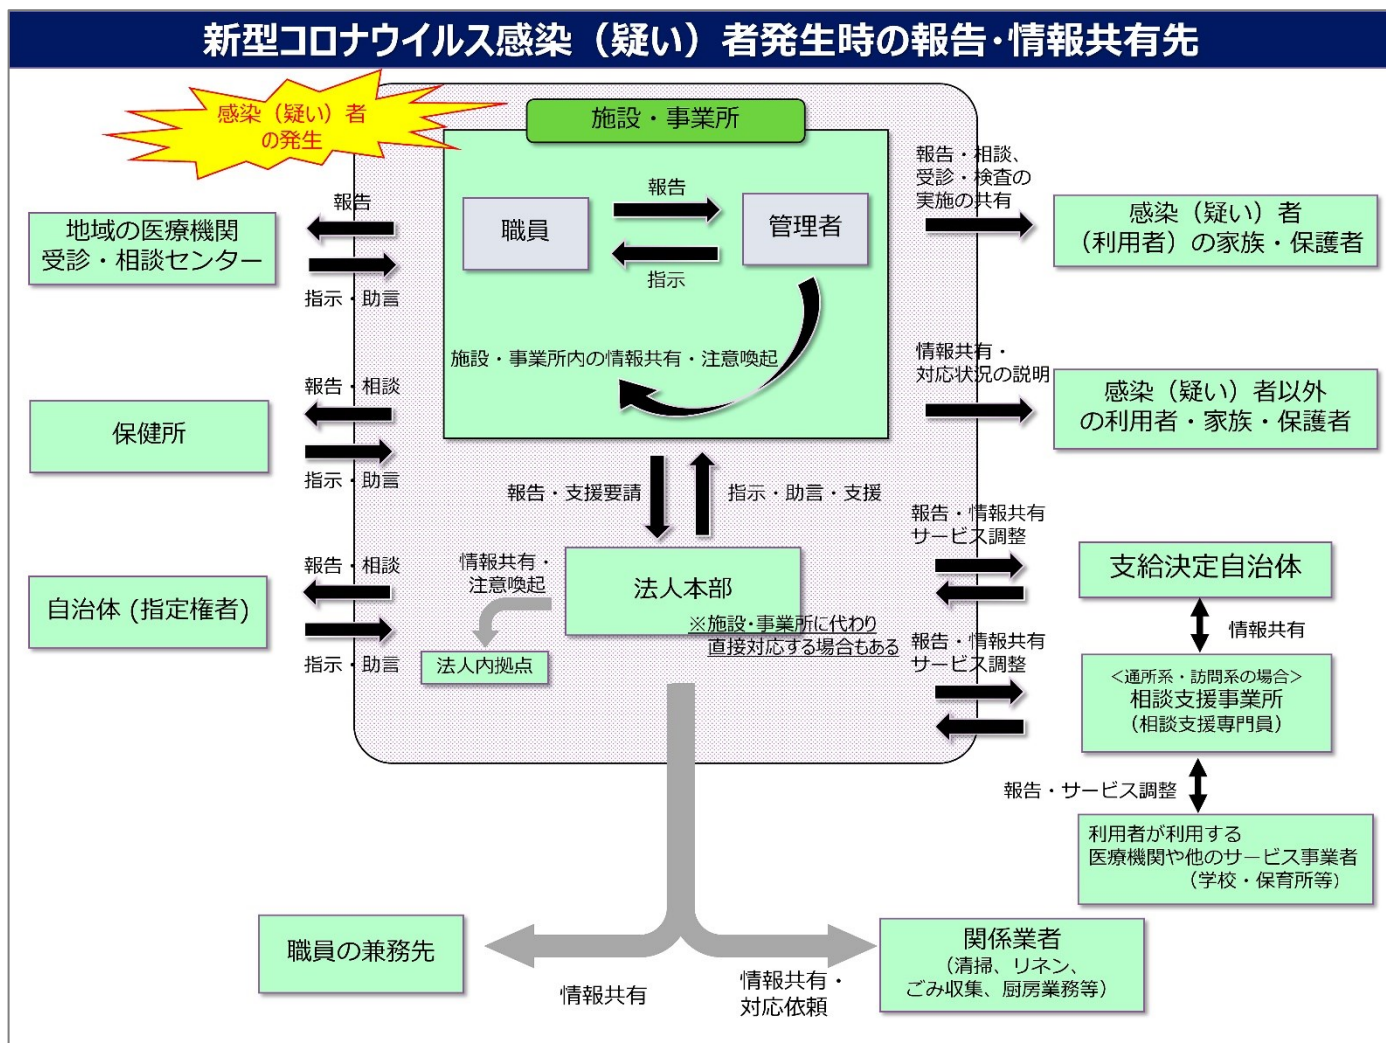 新型コロナウイルス感染（疑い）者発生時の報告･情報共有先
感染（疑い）者
の発生
施設・事業所
職員
報告
指示
管理者
施設・事業所内の情報共有・注意喚起
報告
地域の医療機関
受診・相談センター
指示・助言
報告・相談
保健所
指示・助言
報告・相談
自治体 (指定権者)
指示・助言
報告・相談、
受診・検査の
実施の共有
感染（疑い）者
（利用者）の家族・保護者
情報共有・
対応状況の説明
感染（疑い）者以外
の利用者・家族・保護者
報告・支援要請
指示・助言・支援
情報共有・
注意喚起
法人本部
※施設･事業所に代わり
直接対応する場合もある
法人内拠点
報告・情報共有
サービス調整
支給決定自治体
情報共有
報告・情報共有
サービス調整
＜通所系・訪問系の場合＞
相談支援事業所
（相談支援専門員）
報告・サービス調整
利用者が利用する
医療機関や他のサービス事業者
（学校・保育所等）
職員の兼務先
情報共有
情報共有・
対応依頼
関係業者
（清掃、リネン、
ごみ収集、厨房業務等）